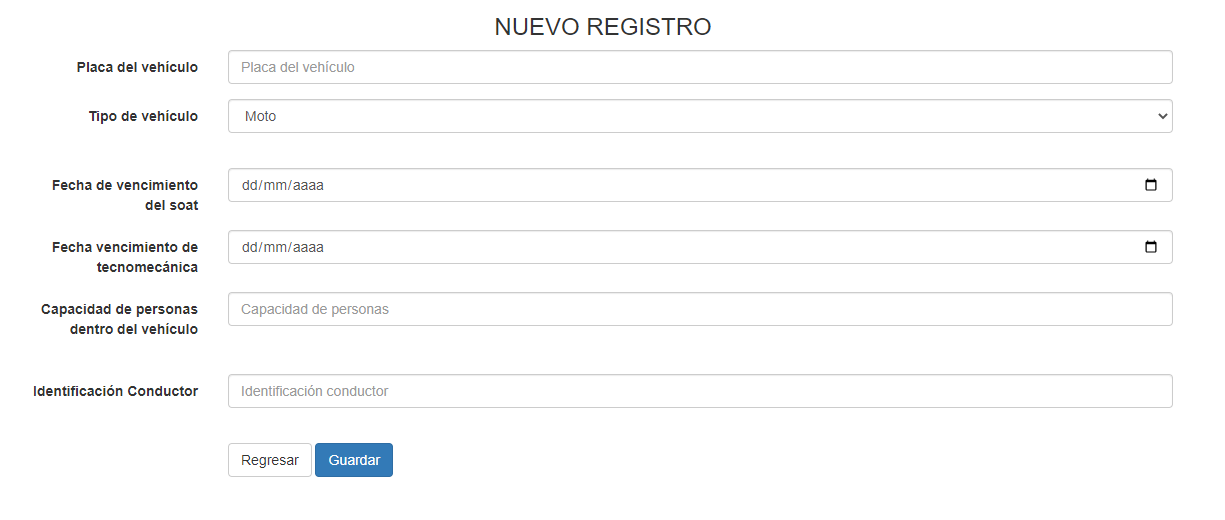 NUEVO REGISTRO
Placa del vehículo Placa del vehículo
Tipo de vehículo Moto
Fecha de vencimiento del soat dd/mm/aaaa
Fecha vencimiento de tecnomecánica dd/mm/aaaa
Capacidad de personas dentro del vehículo Capacidad de personas
Identificación Conductor Identificación conductor
Regresar Guardar